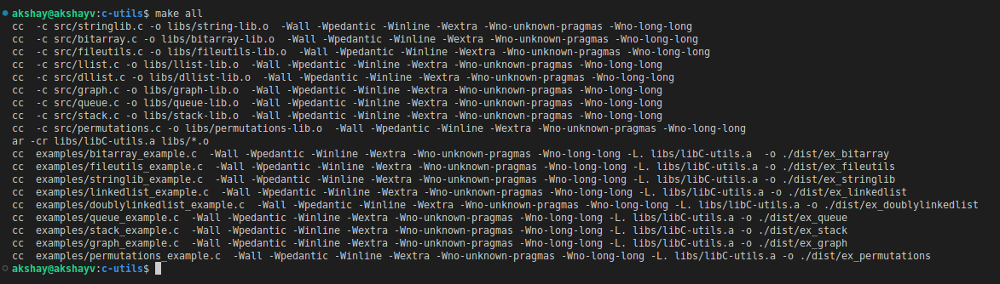 akshay@akshayv:c-utils$ make all
cc  -c src/stringlib.c -o libs/string-lib.o  -Wall -Wpedantic -Winline -Wextra -Wno-unknown-pragmas -Wno-long-long
cc  -c src/bitarray.c -o libs/bitarray-lib.o  -Wall -Wpedantic -Winline -Wextra -Wno-unknown-pragmas -Wno-long-long
cc  -c src/fileutils.c -o libs/fileutils-lib.o  -Wall -Wpedantic -Winline -Wextra -Wno-unknown-pragmas -Wno-long-long
cc  -c src/llist.c -o libs/llist-lib.o  -Wall -Wpedantic -Winline -Wextra -Wno-unknown-pragmas -Wno-long-long
cc  -c src/dllist.c -o libs/dllist-lib.o  -Wall -Wpedantic -Winline -Wextra -Wno-unknown-pragmas -Wno-long-long
cc  -c src/graph.c -o libs/graph-lib.o  -Wall -Wpedantic -Winline -Wextra -Wno-unknown-pragmas -Wno-long-long
cc  -c src/queue.c -o libs/queue-lib.o  -Wall -Wpedantic -Winline -Wextra -Wno-unknown-pragmas -Wno-long-long
cc  -c src/stack.c -o libs/stack-lib.o  -Wall -Wpedantic -Winline -Wextra -Wno-unknown-pragmas -Wno-long-long
cc  -c src/permutations.c -o libs/permutations-lib.o  -Wall -Wpedantic -Winline -Wextra -Wno-unknown-pragmas -Wno-long-long
ar -cr libs/libC-utils.a libs/*.o
cc  examples/bitarray_example.c  -Wall -Wpedantic -Winline -Wextra -Wno-unknown-pragmas -Wno-long-long -L. libs/libC-utils.a  -o ./dist/ex_bitarray
cc  examples/fileutils_example.c  -Wall -Wpedantic -Winline -Wextra -Wno-unknown-pragmas -Wno-long-long -L. libs/libC-utils.a -o ./dist/ex_fileutils
cc  examples/stringlib_example.c  -Wall -Wpedantic -Winline -Wextra -Wno-unknown-pragmas -Wno-long-long -L. libs/libC-utils.a -o ./dist/ex_stringlib
cc  examples/linkedlist_example.c  -Wall -Wpedantic -Winline -Wextra -Wno-unknown-pragmas -Wno-long-long -L. libs/libC-utils.a -o ./dist/ex_linkedlist
cc  examples/doublylinkedlist_example.c  -Wall -Wpedantic -Winline -Wextra -Wno-unknown-pragmas -Wno-long-long -L. libs/libC-utils.a -o ./dist/ex_doublylinkedlist
cc  examples/queue_example.c  -Wall -Wpedantic -Winline -Wextra -Wno-unknown-pragmas -Wno-long-long -L. libs/libC-utils.a -o ./dist/ex_queue
cc  examples/stack_example.c  -Wall -Wpedantic -Winline -Wextra -Wno-unknown-pragmas -Wno-long-long -L. libs/libC-utils.a -o ./dist/ex_stack
cc  examples/graph_example.c  -Wall -Wpedantic -Winline -Wextra -Wno-unknown-pragmas -Wno-long-long -L. libs/libC-utils.a -o ./dist/ex_graph
cc  examples/permutations_example.c  -Wall -Wpedantic -Winline -Wextra -Wno-unknown-pragmas -Wno-long-long -L. libs/libC-utils.a -o ./dist/ex_permutations
akshay@akshayv:c-utils$